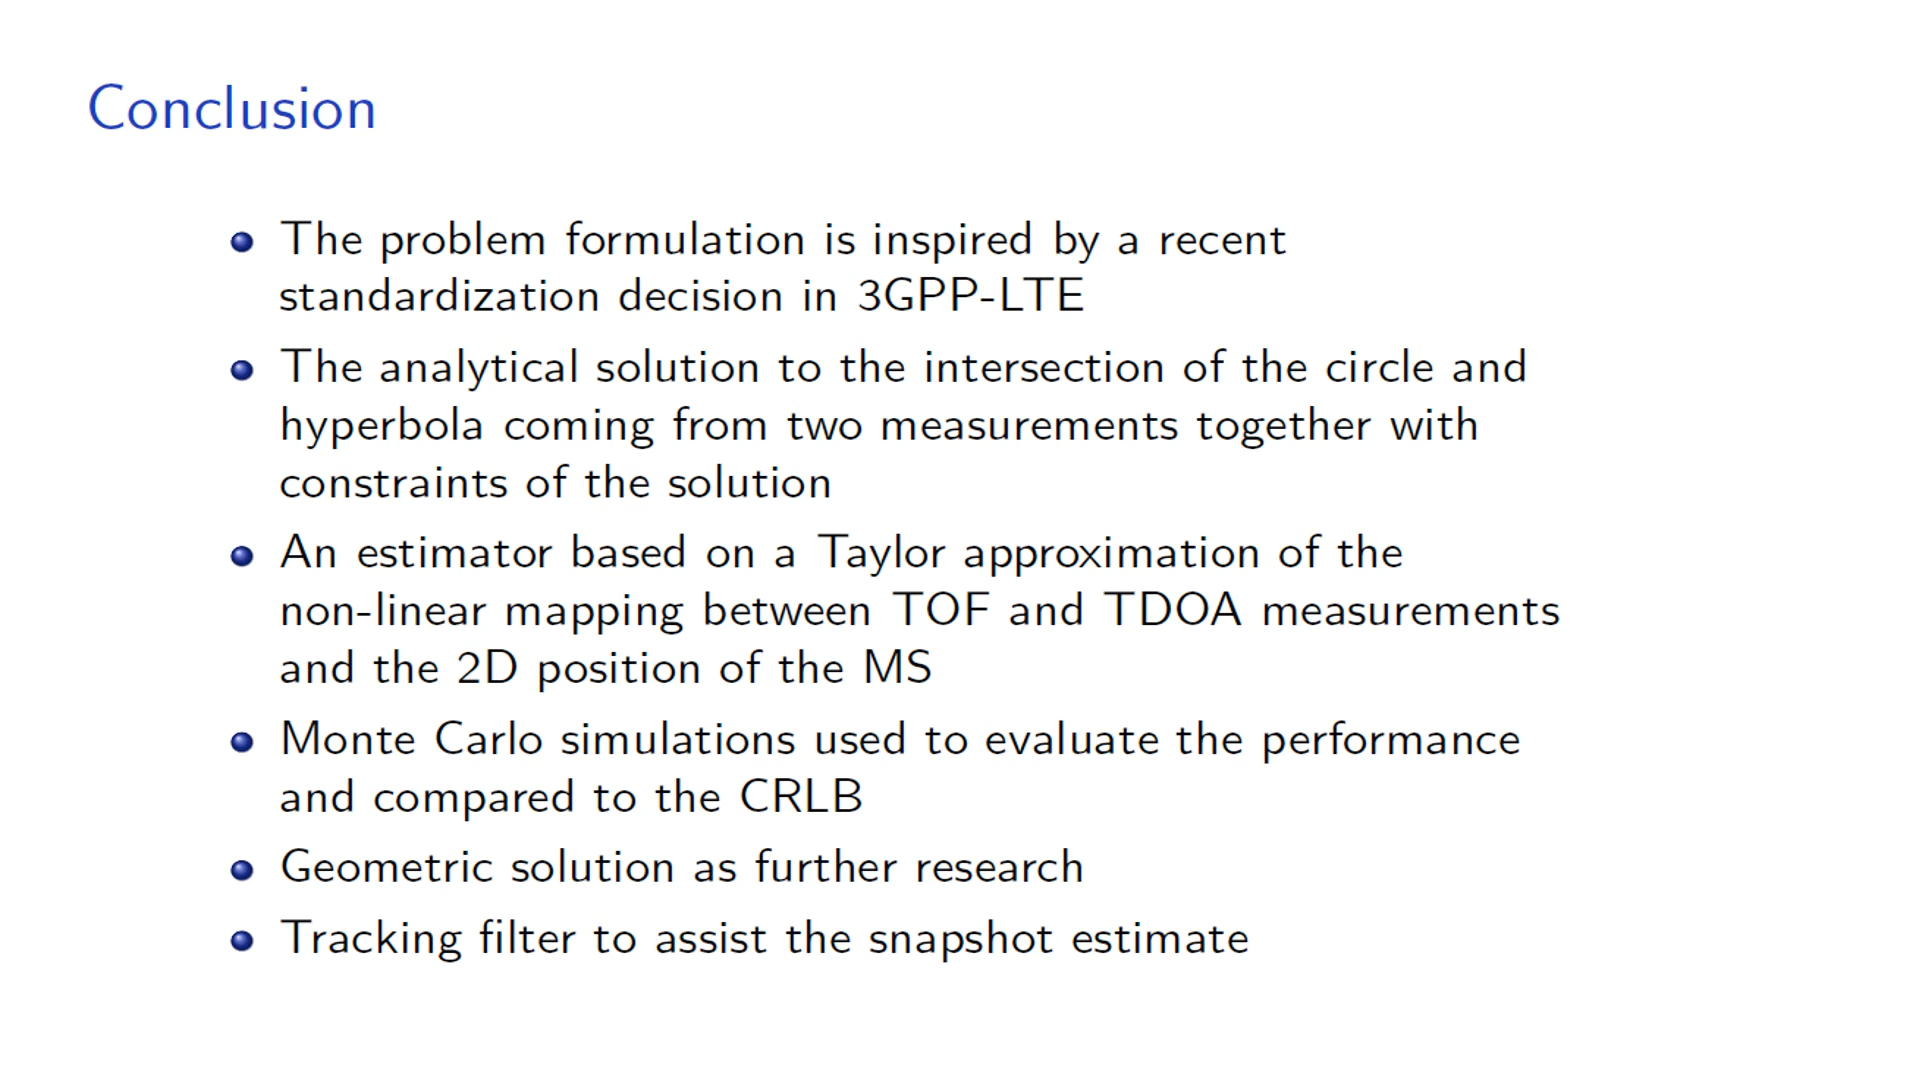 Conclusion
The problem formulation is inspired by a recent
standardization decision in 3GPP-LTE
The analytical solution to the intersection of the circle and
hyperbola coming from two measurements together with
constraints of the solution
An estimator based on a Taylor approximation of the
non-linear mapping between TOF and TDOA measurements
and the 2D position of the MS
Monte Carlo simulations used to evaluate the performance
and compared to the CRLB
Geometric solution as further research
Tracking filter to assist the snapshot estimate